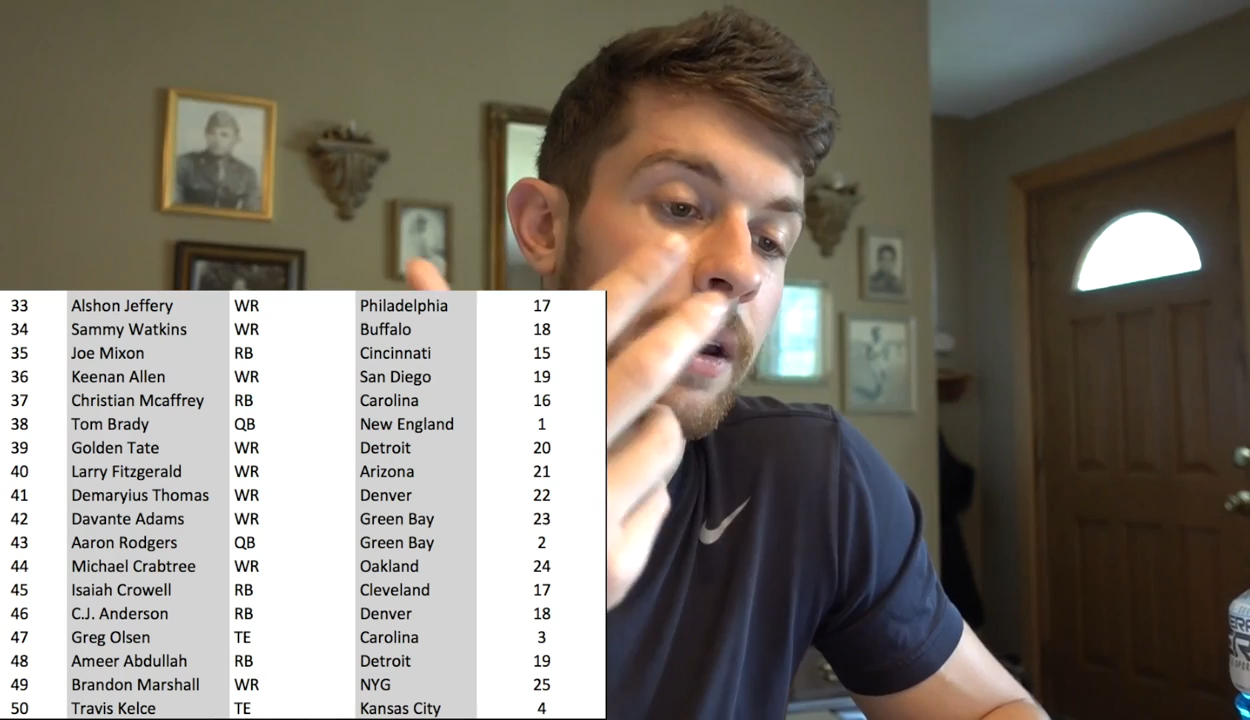 33 Alshon Jeffery WR Philadelphia 17
34 Sammy Watkins WR Buffalo 18
35 Joe Mixon RB Cincinnati 15
36 Keenan Allen WR San Diego 19
37 Christian Mcaffrey RB Carolina 16
38 Tom Brady QB New England 1
39 Golden Tate WR Detroit 20
40 Larry Fitzgerald WR Arizona 21
41 Demaryius Thomas WR Denver 22
42 Davante Adams WR Green Bay 23
43 Aaron Rodgers QB Green Bay 2
44 Michael Crabtree WR Oakland 24
45 Isaiah Crowell RB Cleveland 17
46 C.J. Anderson RB Denver 18
47 Greg Olsen TE Carolina 3
48 Ameer Abdullah RB Detroit 19
49 Brandon Marshall WR NYG 25
50 Travis Kelce TE Kansas City 4